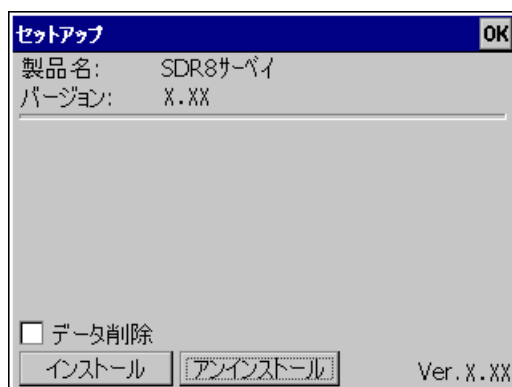 セットアップ OK
製品名: SDR8サーベイ
バージョン: X.XX
データ削除
インストール アンインストール Ver.X.XX